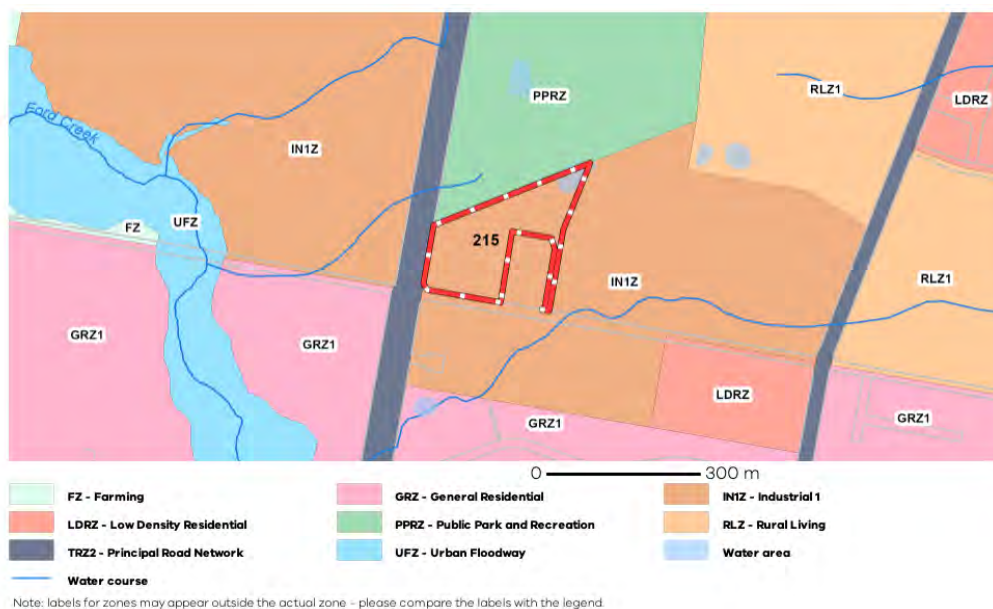 PPRZ
RLZ1
LDRZ
Ford Creek
IN1Z
FZ
UFZ
215
IN1Z
RLZ1
GRZ1
GRZ1
LDRZ
GRZ1
GRZ1
0 300 m
FZ - Farming
GRZ - General Residential
IN1Z - Industrial 1
LDRZ - Low Density Residential
PPRZ - Public Park and Recreation
RLZ - Rural Living
TRZ2 - Principal Road Network
UFZ - Urban Floodway
Water area
Water course
Note: labels for zones may appear outside the actual zone - please compare the labels with the legend.